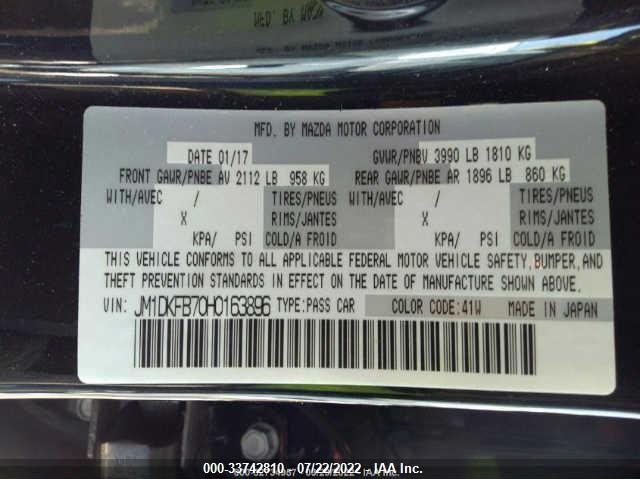 MFD. BY MAZDA MOTOR CORPORATION
DATE 01/17 GVWR/PNBV 3990 LB 1810 KG
FRONT GAWR/PNBE AV 2112 LB 958 KG REAR GAWR/PNBE AR 1896 LB 860 KG
WITH/AVEC / TIRES/PNEUS WITH/AVEC / TIRES/PNEUS
X RIMS/JANTES X RIMS/JANTES
KPA/ PSI COLD/A FROID KPA/ PSI COLD/A FROID
THIS VEHICLE CONFORMS TO ALL APPLICABLE FEDERAL MOTOR VEHICLE SAFETY, BUMPER, AND
THEFT PREVENTION STANDARDS IN EFFECT ON THE DATE OF MANUFACTURE SHOWN ABOVE.
VIN: JM1DKFB70H0163896 TYPE: PASS CAR COLOR CODE: 41W MADE IN JAPAN
000-33742810 - 07/22/2022 - IAA Inc.